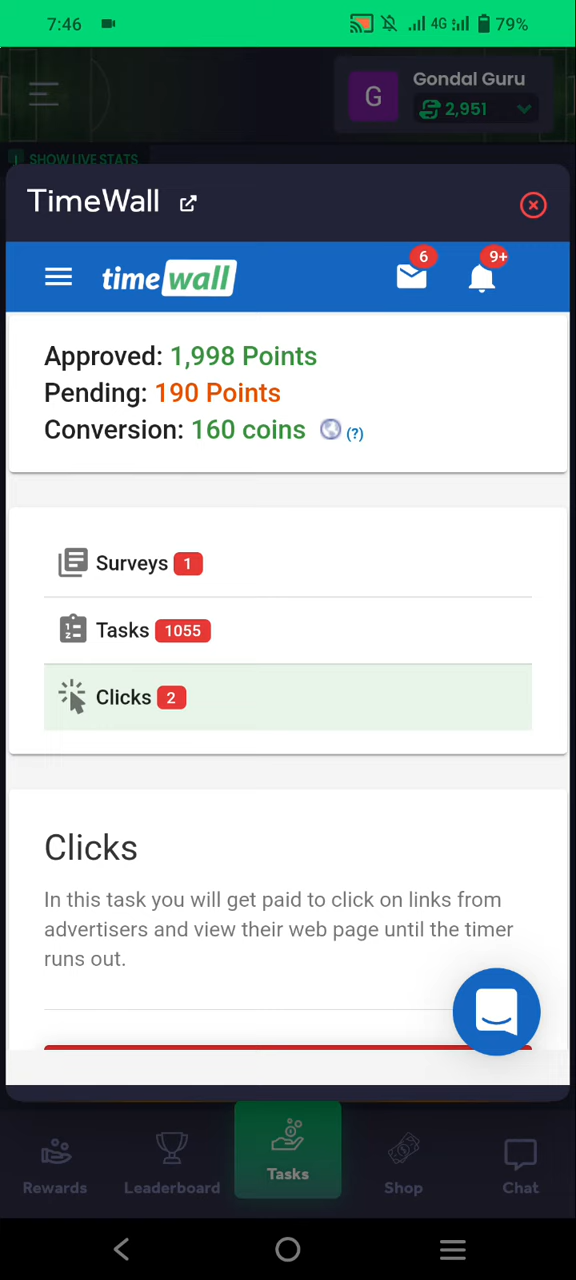 7:46
4G
79%
G
Gondal Guru
2,951
SHOW LIVE STATS
TimeWall
timewall
6
9+
Approved: 1,998 Points
Pending: 190 Points
Conversion: 160 coins (?)
Surveys 1
Tasks 1055
Clicks 2
Clicks
In this task you will get paid to click on links from
advertisers and view their web page until the timer
runs out.
Rewards
Leaderboard
Tasks
Shop
Chat